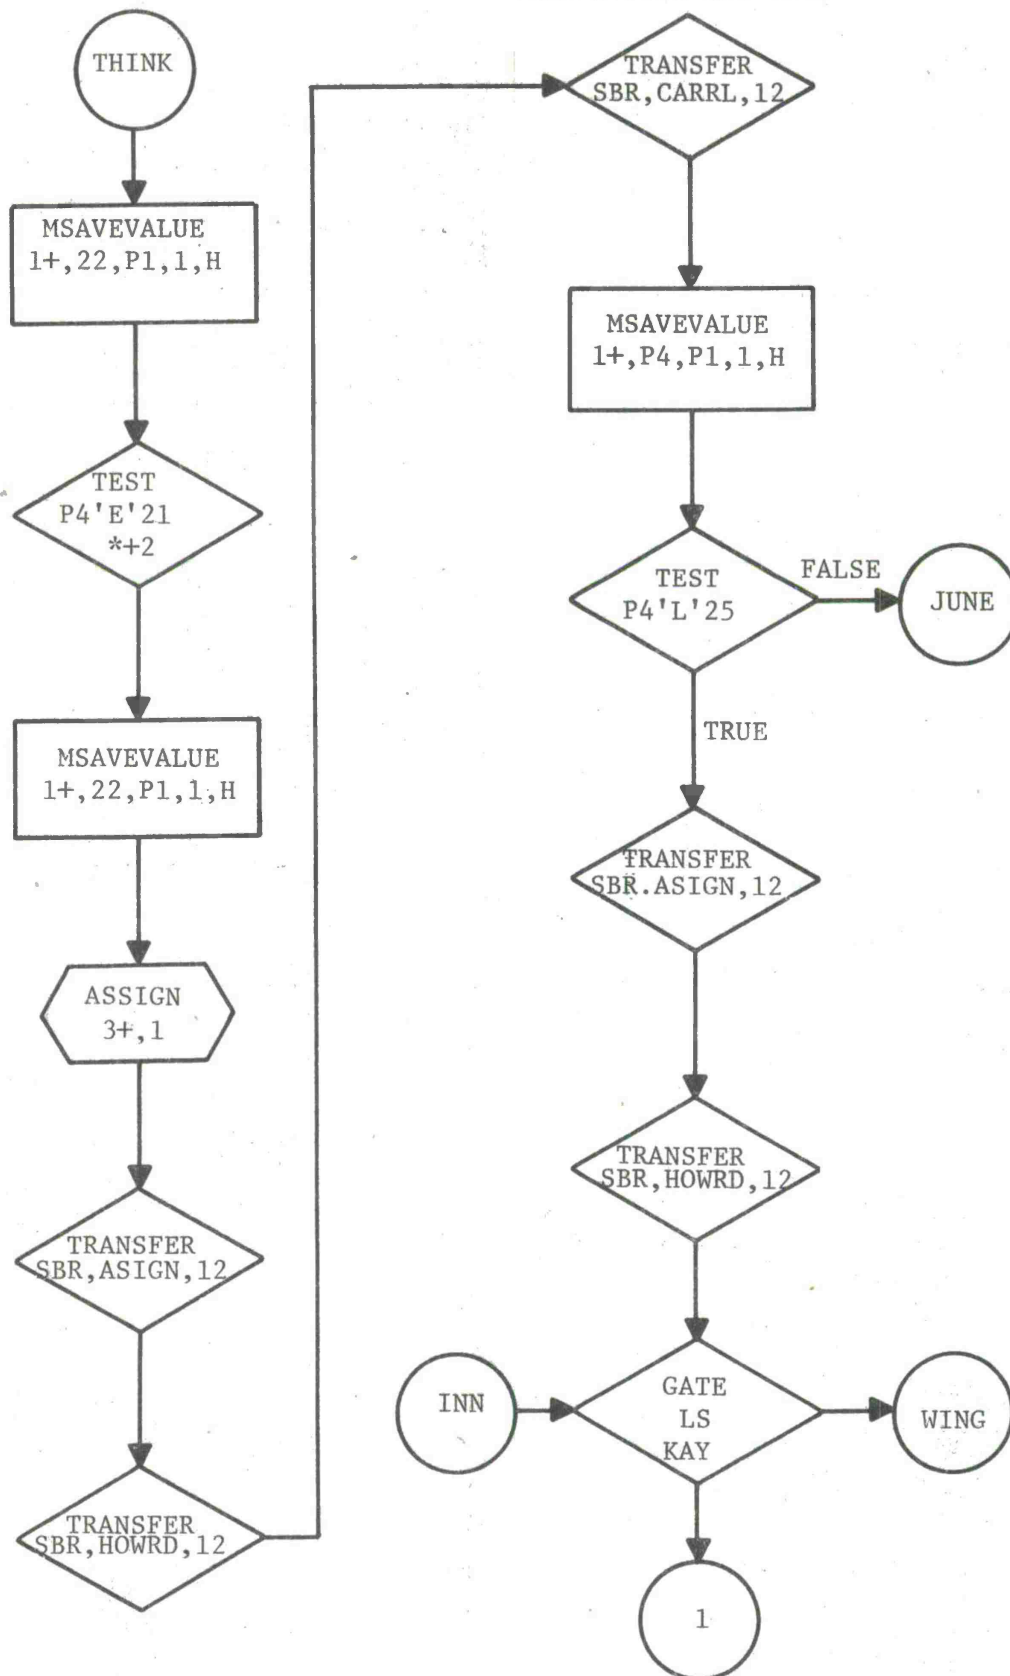 THINK
MSAVEVALUE
1+,22,P1,1,H
TEST
P4'E'21
*+2
MSAVEVALUE
1+,22,P1,1,H
ASSIGN
3+,1
TRANSFER
SBR,ASIGN,12
TRANSFER
SBR,HOWRD,12
TRANSFER
SBR,CARRL,12
MSAVEVALUE
1+,P4,P1,1,H
TEST
P4'L'25
FALSE
JUNE
TRUE
TRANSFER
SBR.ASIGN,12
TRANSFER
SBR,HOWRD,12
INN
GATE
LS
KAY
WING
1